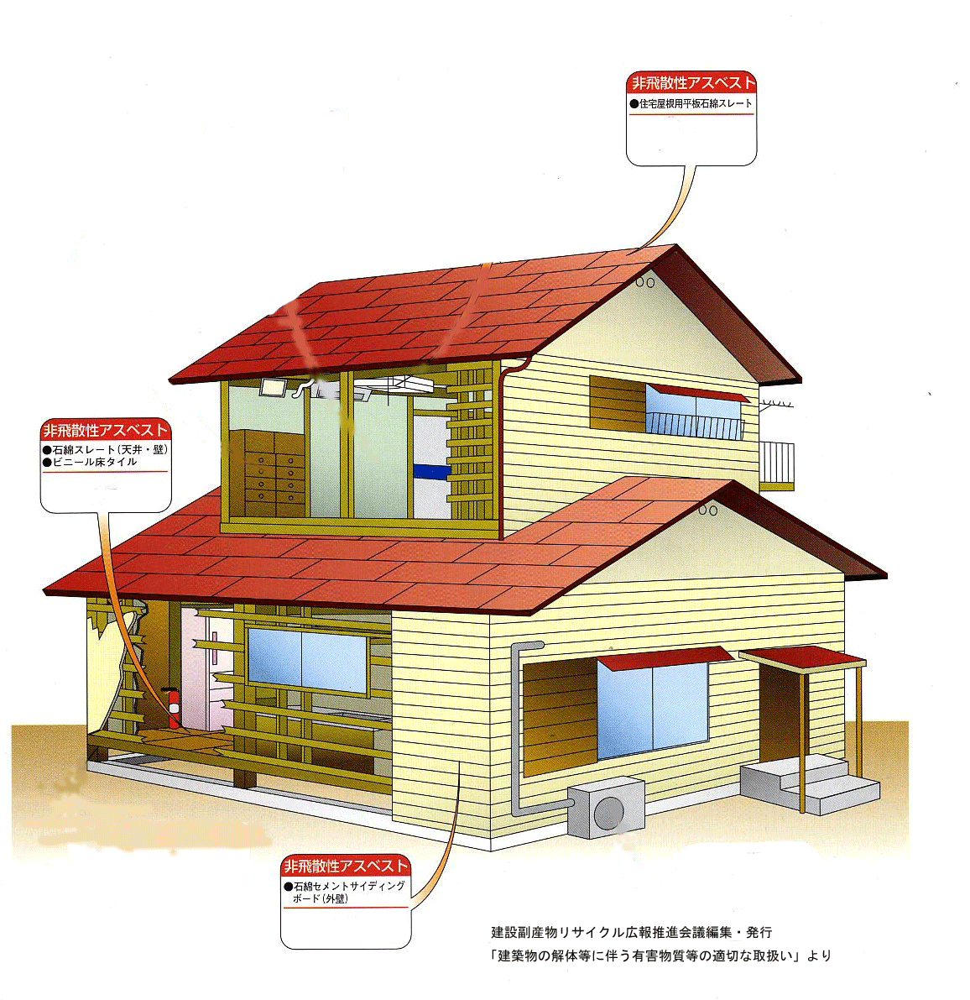 非飛散性アスベスト
●住宅屋根用平板石綿スレート
非飛散性アスベスト
●石綿スレート(天井・壁)
●ビニール床タイル
非飛散性アスベスト
●石綿セメントサイディング
ボード(外壁)
建設副産物リサイクル広報推進会議編集・発行
「建築物の解体等に伴う有害物質等の適切な取扱い」より